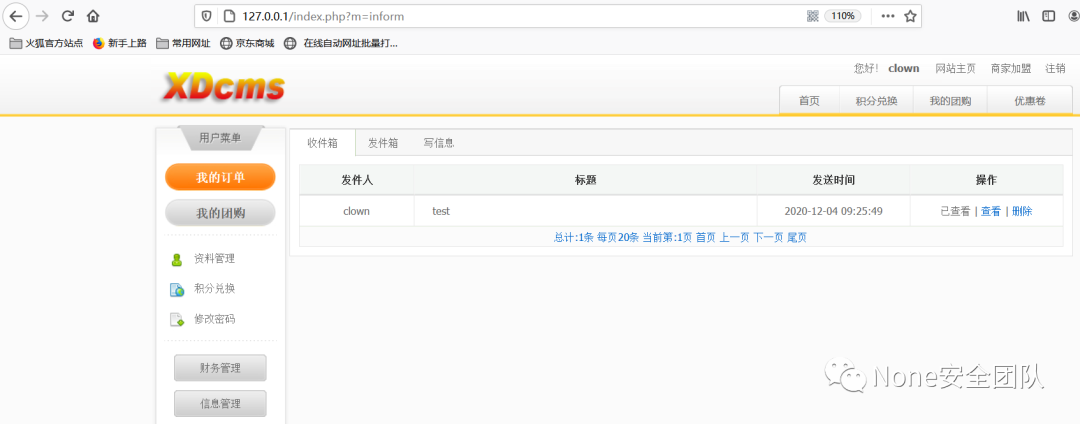 127.0.0.1/index.php?m=inform
110%
火狐官方站点 新手上路 常用网址 京东商城 在线自动网址批量打...
XDcms
您好! clown 网站主页 商家加盟 注销
首页 积分兑换 我的团购 优惠卷
用户菜单
收件箱 发件箱 写信息
我的订单
发件人 标题 发送时间 操作
我的团购
clown test 2020-12-04 09:25:49 已查看 | 查看 | 删除
总计:1条 每页20条 当前第:1页 首页 上一页 下一页 尾页
资料管理
积分兑换
修改密码
财务管理
信息管理
None安全团队